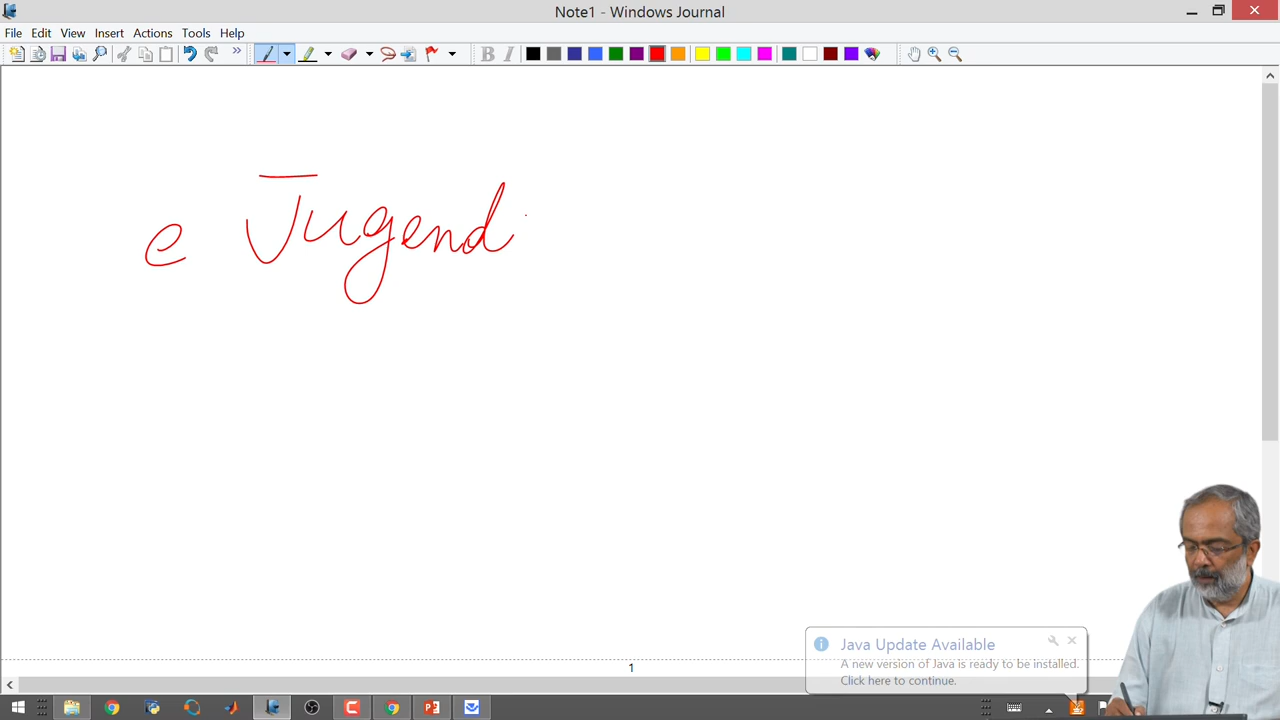 Note1 - Windows Journal
File Edit View Insert Actions Tools Help
B I
e Jugend
1
Java Update Available
A new version of Java is ready to be installed.
Click here to continue.